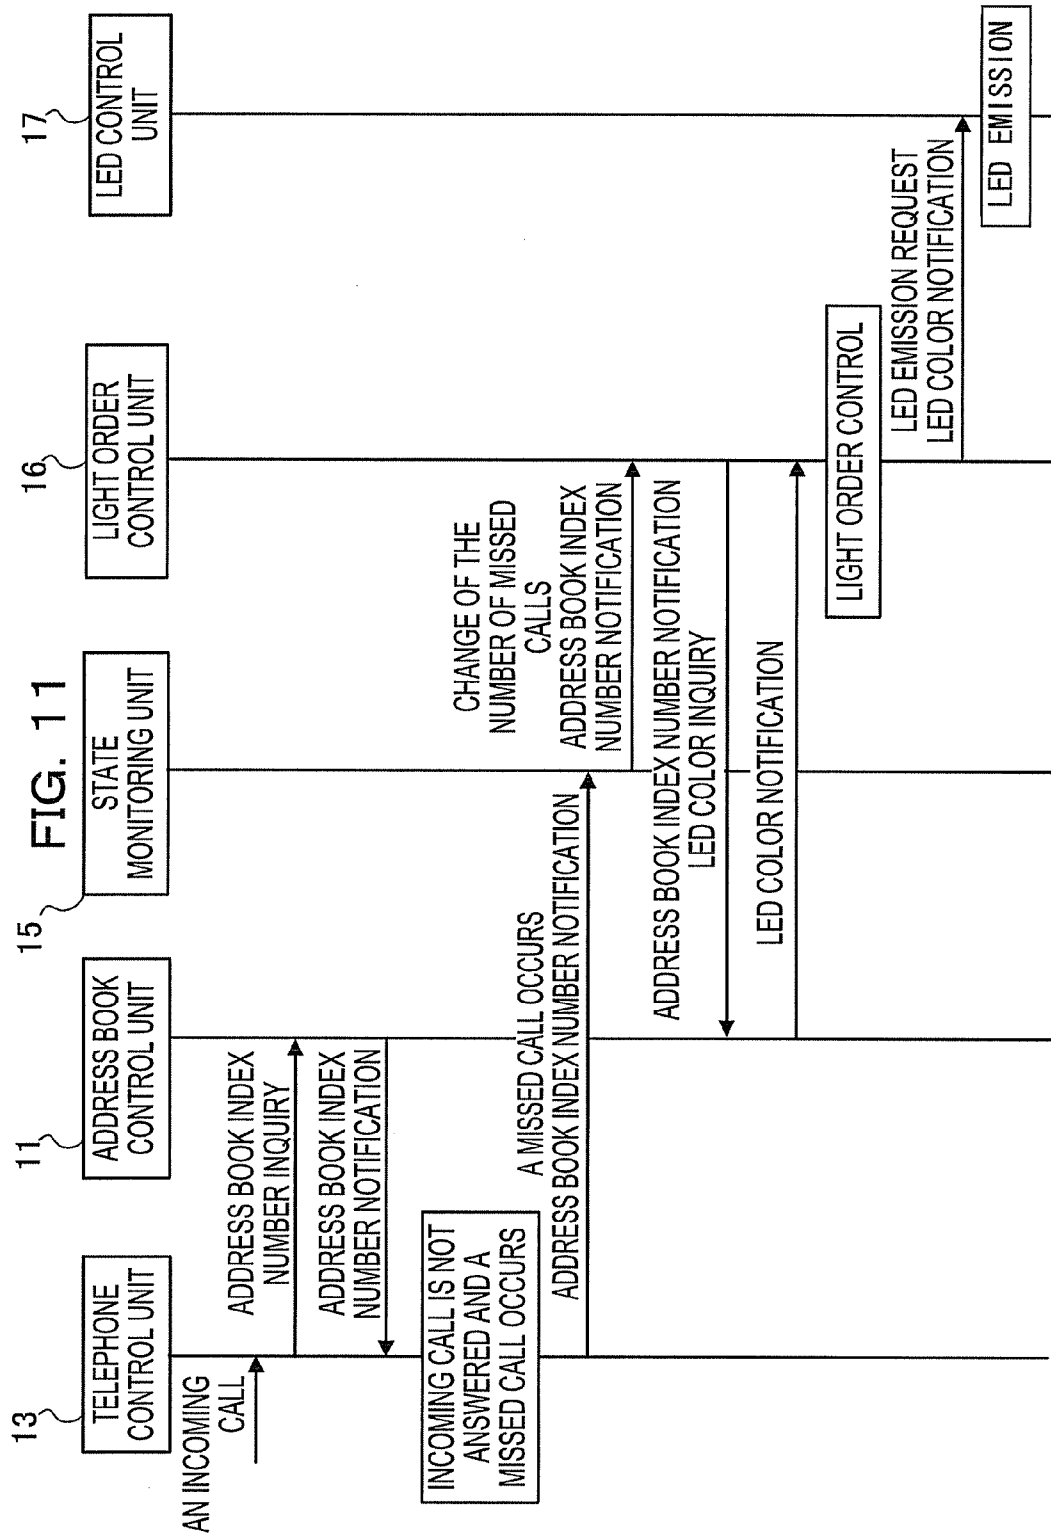 FIG. 11
13
TELEPHONE
CONTROL UNIT
11
ADDRESS BOOK
CONTROL UNIT
15
STATE
MONITORING UNIT
16
LIGHT ORDER
CONTROL UNIT
17
LED CONTROL
UNIT
AN INCOMING
CALL
ADDRESS BOOK INDEX
NUMBER INQUIRY
ADDRESS BOOK INDEX
NUMBER NOTIFICATION
INCOMING CALL IS NOT
ANSWERED AND A
MISSED CALL OCCURS
A MISSED CALL OCCURS
ADDRESS BOOK INDEX NUMBER NOTIFICATION
CHANGE OF THE
NUMBER OF MISSED
CALLS
ADDRESS BOOK INDEX
NUMBER NOTIFICATION
ADDRESS BOOK INDEX NUMBER NOTIFICATION
LED COLOR INQUIRY
LED COLOR NOTIFICATION
LIGHT ORDER CONTROL
LED EMISSION REQUEST
LED COLOR NOTIFICATION
LED EMISSION